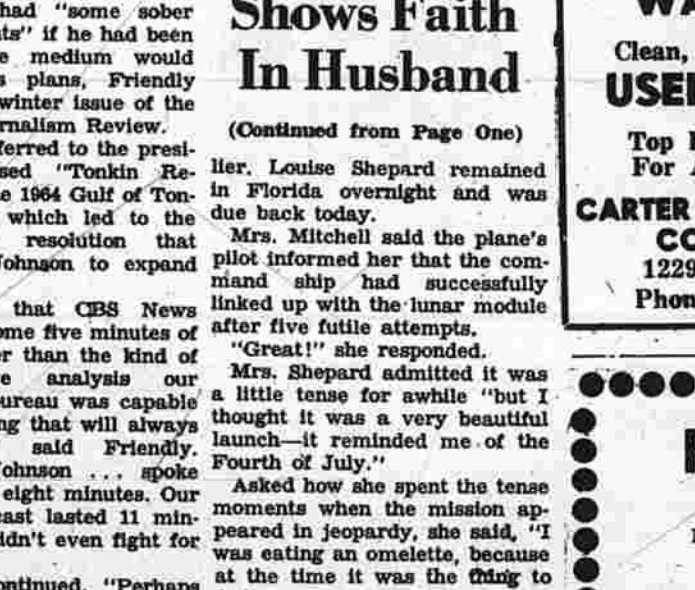 had "some sober
ts" if he had been
e medium would
s plans, Friendly
winter issue of the
rnalism Review.
ferred to the presi-
sed "Tonkin Re-
e 1964 Gulf of Ton-
which led to the
resolution that
ohnson to expand
that CBS News
ome five minutes of
er than the kind of
e analysis our
ureau was capable
ng that will always
said Friendly.
ohnson ... spoke
eight minutes. Our
cast lasted 11 min-
idn't even fight for
ontinued. "Perhaps
Shows Faith
In Husband
(Continued from Page One)
lier. Louise Shepard remained
in Florida overnight and was
due back today.
Mrs. Mitchell said the plane's
pilot informed her that the com-
mand ship had successfully
linked up with the lunar module
after five futile attempts.
"Great!" she responded.
Mrs. Shepard admitted it was
a little tense for awhile "but I
thought it was a very beautiful
launch—it reminded me of the
Fourth of July."
Asked how she spent the tense
moments when the mission ap-
peared in jeopardy, she said, "I
was eating an omelette, because
at the time it was the thing to
WA
Clean,
USE
Top
For
CARTER
CO
1229
Phon